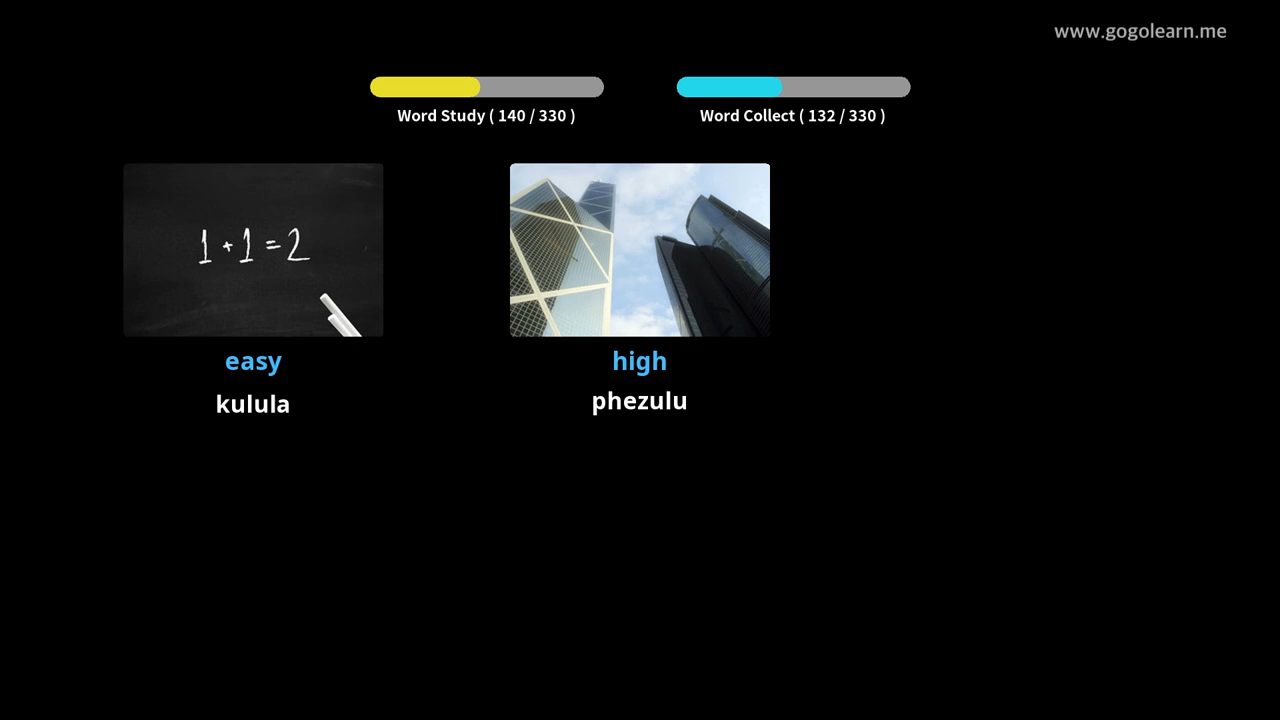 www.gogolearn.me
Word Study ( 140 / 330 )
Word Collect ( 132 / 330 )
1 + 1 = 2
easy
kulula
high
phezulu